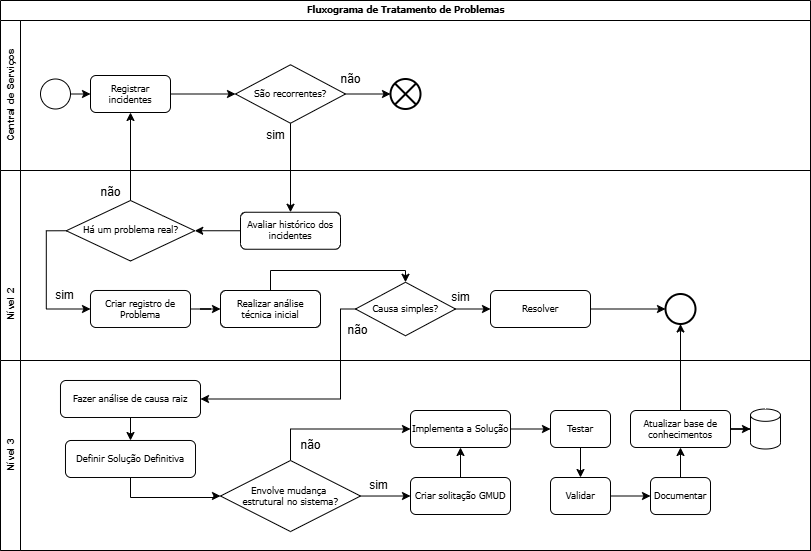 Fluxograma de Tratamento de Problemas
Central de Serviços
Registrar
incidentes
São recorrentes?
não
sim
Nível 2
não
Há um problema real?
Avaliar histórico dos
incidentes
sim
Criar registro de
Problema
Realizar análise
técnica inicial
Causa simples?
sim
não
Resolver
Nível 3
Fazer análise de causa raiz
Definir Solução Definitiva
não
Envolve mudança
estrutural no sistema?
sim
Implementa a Solução
Criar solitação GMUD
Testar
Validar
Documentar
Atualizar base de
conhecimentos